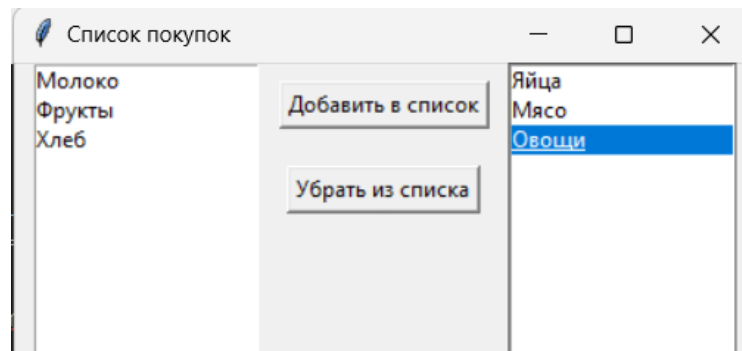 Список покупок
Молоко
Фрукты
Хлеб
Добавить в список
Убрать из списка
Яйца
Мясо
Овощи